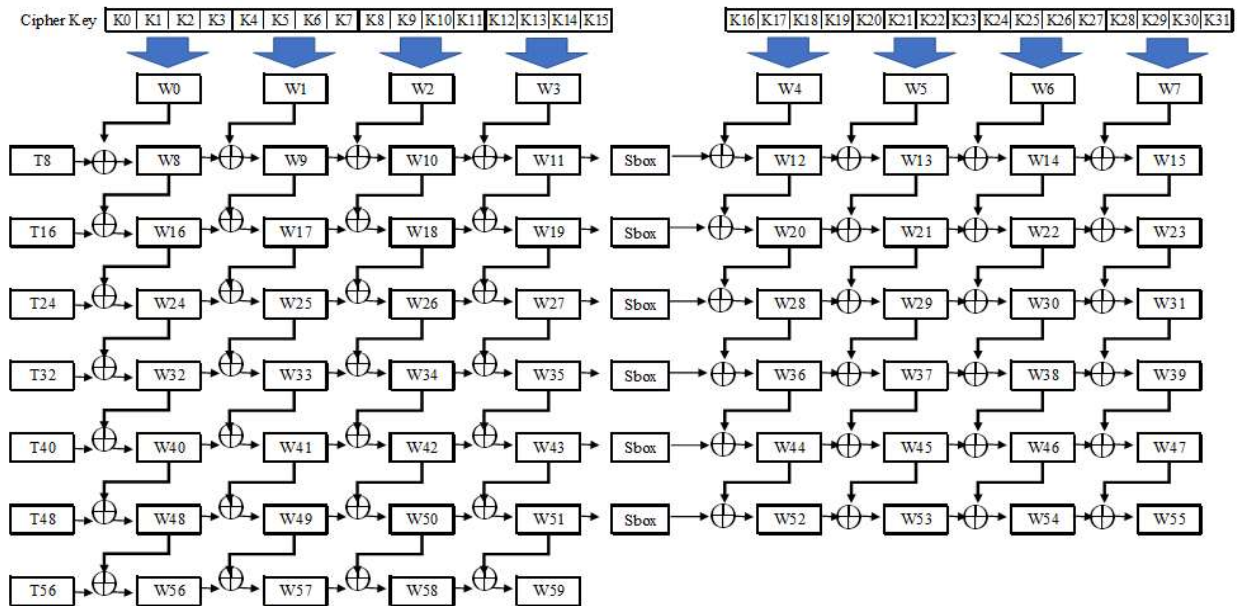 Cipher Key K0 K1 K2 K3 K4 K5 K6 K7 K8 K9 K10 K11 K12 K13 K14 K15 K16 K17 K18 K19 K20 K21 K22 K23 K24 K25 K26 K27 K28 K29 K30 K31
W0 W1 W2 W3 W4 W5 W6 W7
T8 W8 W9 W10 W11 Sbox W12 W13 W14 W15
T16 W16 W17 W18 W19 Sbox W20 W21 W22 W23
T24 W24 W25 W26 W27 Sbox W28 W29 W30 W31
T32 W32 W33 W34 W35 Sbox W36 W37 W38 W39
T40 W40 W41 W42 W43 Sbox W44 W45 W46 W47
T48 W48 W49 W50 W51 Sbox W52 W53 W54 W55
T56 W56 W57 W58 W59